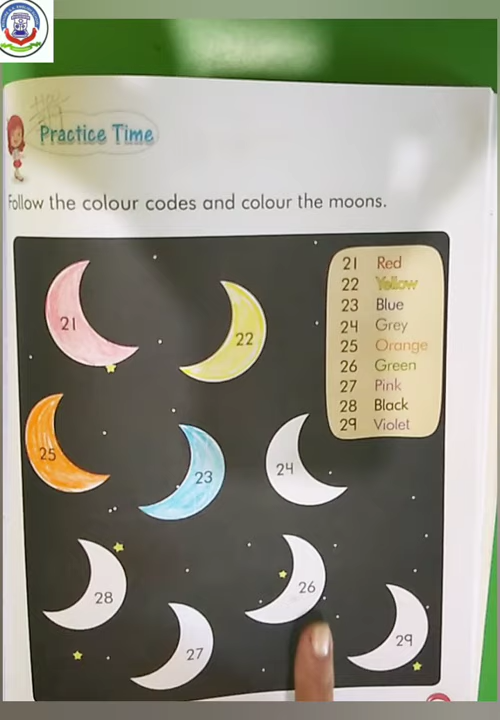 Practice Time
Follow the colour codes and colour the moons.
21 Red
22 Yellow
23 Blue
24 Grey
25 Orange
26 Green
27 Pink
28 Black
29 Violet
21
22
25
23
24
28
26
27
29